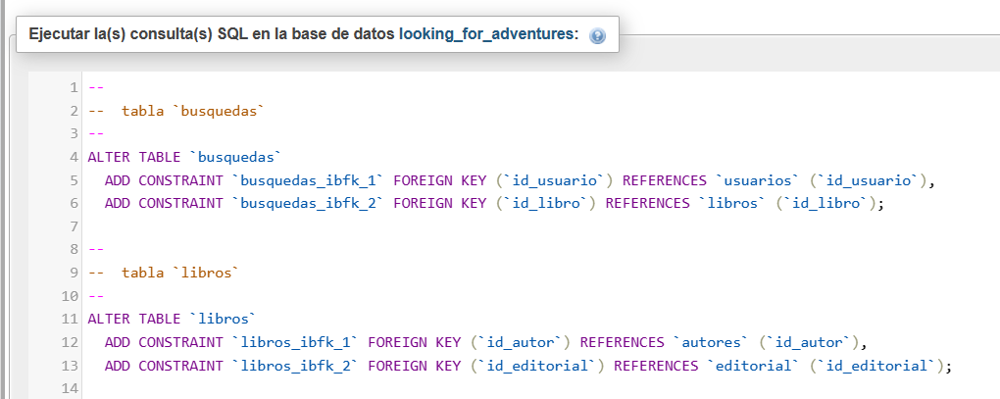 Ejecutar la(s) consulta(s) SQL en la base de datos looking_for_adventures:
1 --
2 --  tabla `busquedas`
3 --
4 ALTER TABLE `busquedas`
5   ADD CONSTRAINT `busquedas_ibfk_1` FOREIGN KEY (`id_usuario`) REFERENCES `usuarios` (`id_usuario`),
6   ADD CONSTRAINT `busquedas_ibfk_2` FOREIGN KEY (`id_libro`) REFERENCES `libros` (`id_libro`);
7
8 --
9 --  tabla `libros`
10 --
11 ALTER TABLE `libros`
12   ADD CONSTRAINT `libros_ibfk_1` FOREIGN KEY (`id_autor`) REFERENCES `autores` (`id_autor`),
13   ADD CONSTRAINT `libros_ibfk_2` FOREIGN KEY (`id_editorial`) REFERENCES `editorial` (`id_editorial`);
14